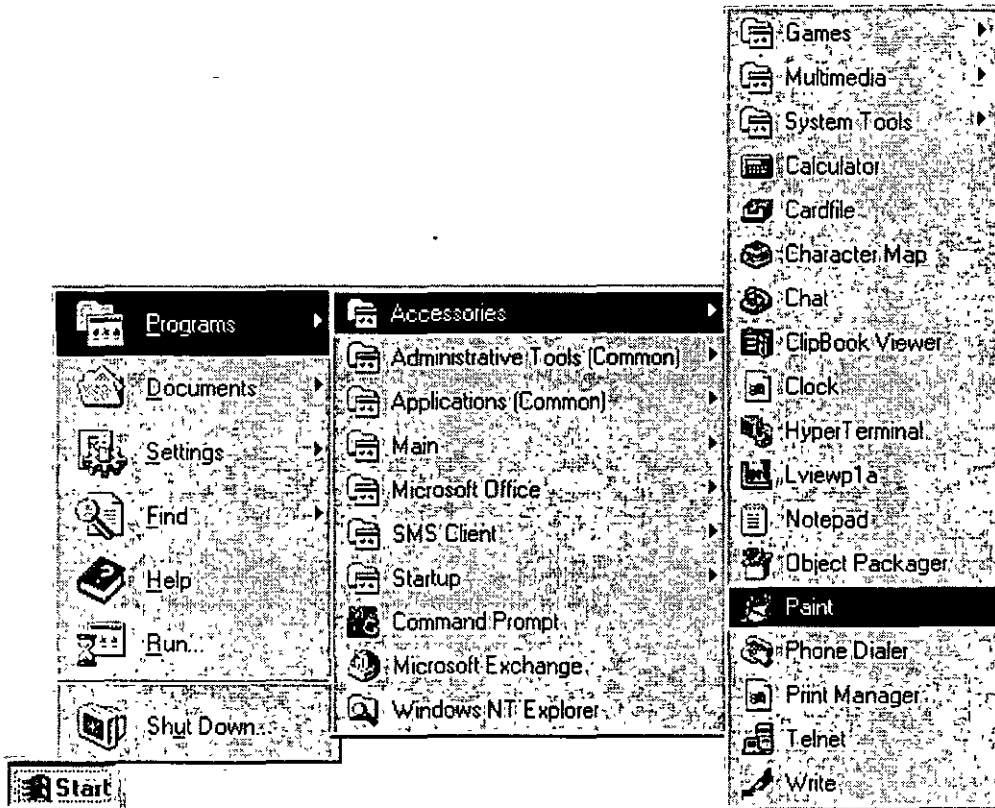 Programs
Documents
Settings
Find
Help
Run...
Shut Down...
Start
Accessories
Administrative Tools (Common)
Applications (Common)
Main
Microsoft Office
SMS Client
Startup
Command Prompt
Microsoft Exchange
Windows NT Explorer
Games
Multimedia
System Tools
Calculator
Cardfile
Character Map
Chat
ClipBook Viewer
Clock
HyperTerminal
Lviewp1a
Notepad
Object Packager
Paint
Phone Dialer
Print Manager
Telnet
Write